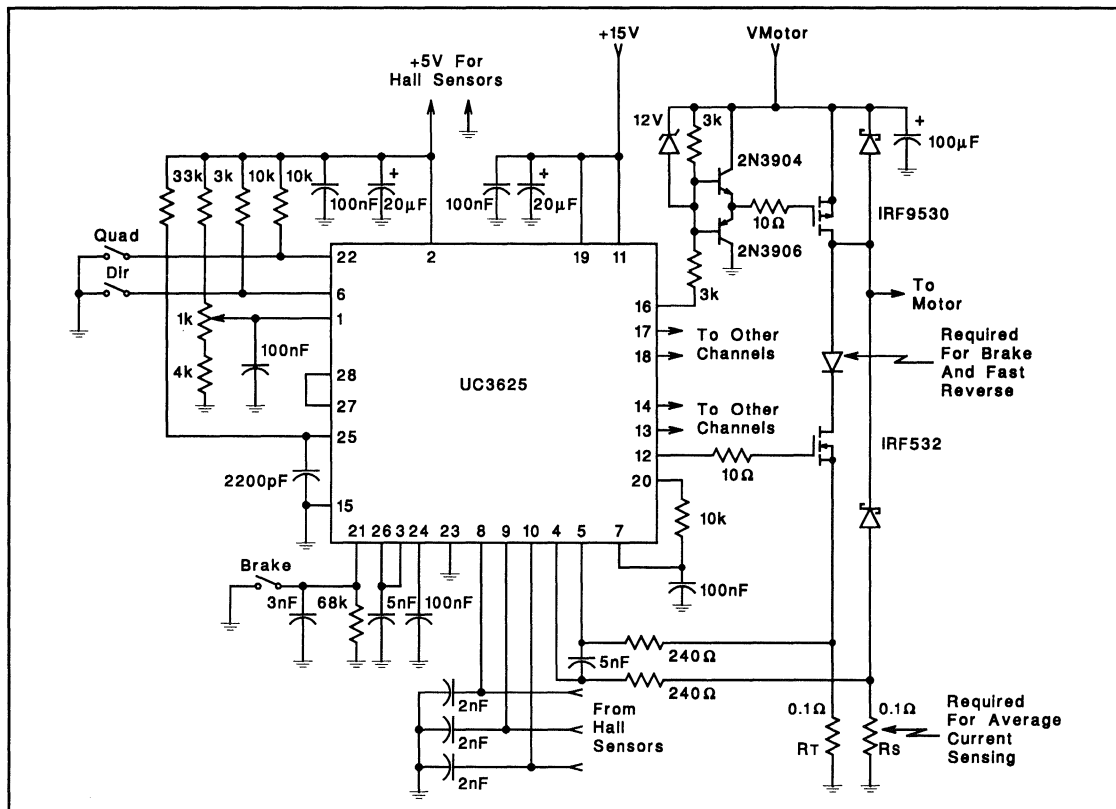 +15V
VMotor
+5V For
Hall Sensors
33k
3k
10k
10k
100nF
+
20µF
100nF
+
20µF
12V
3k
2N3904
+
100µF
10Ω
IRF9530
2N3906
3k
Quad
Dir
22
2
19
11
6
1k
1
100nF
16
17
To Other
Channels
18
To
Motor
Required
For Brake
And Fast
Reverse
4k
28
27
UC3625
14
To Other
Channels
13
25
12
10Ω
IRF532
2200pF
20
15
10k
21
26
3
24
23
8
9
10
4
5
7
Brake
3nF
68k
5nF
100nF
100nF
240Ω
5nF
240Ω
2nF
2nF
2nF
From
Hall
Sensors
0.1Ω
RT
0.1Ω
RS
Required
For Average
Current
Sensing